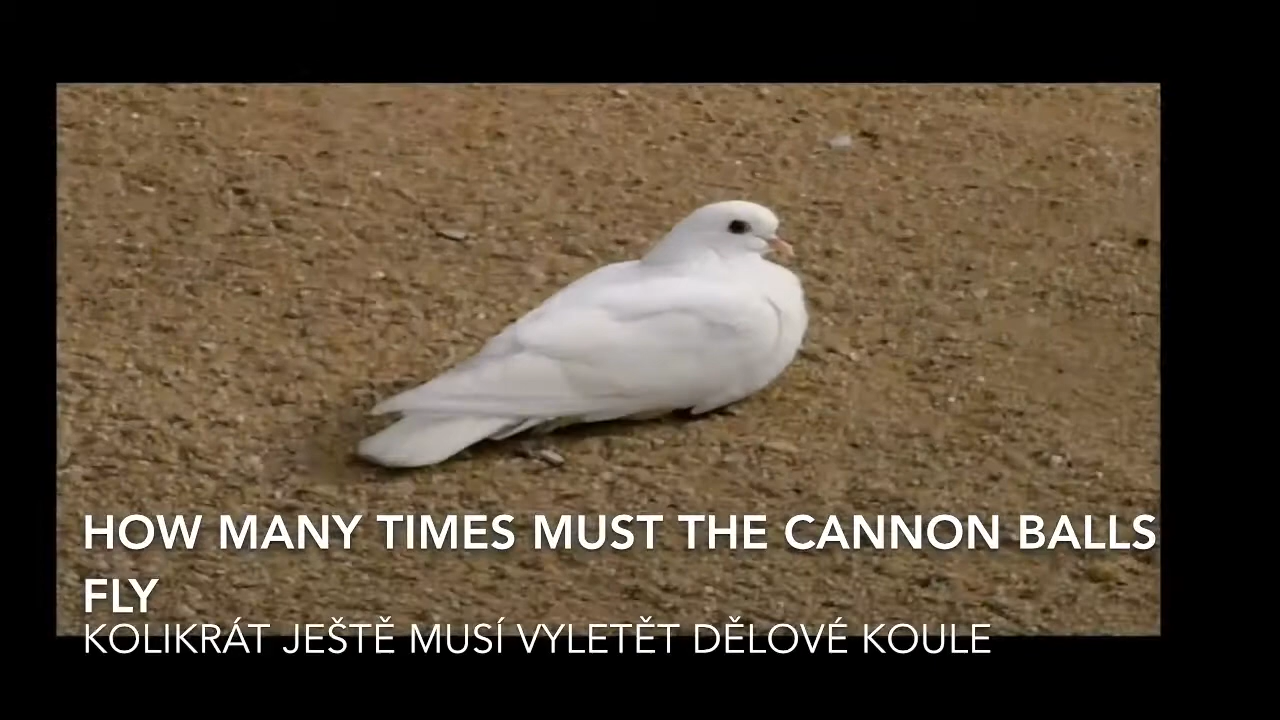 HOW MANY TIMES MUST THE CANNON BALLS
FLY
KOLIKRÁT JEŠTĚ MUSÍ VYLETĚT DĚLOVÉ KOULE